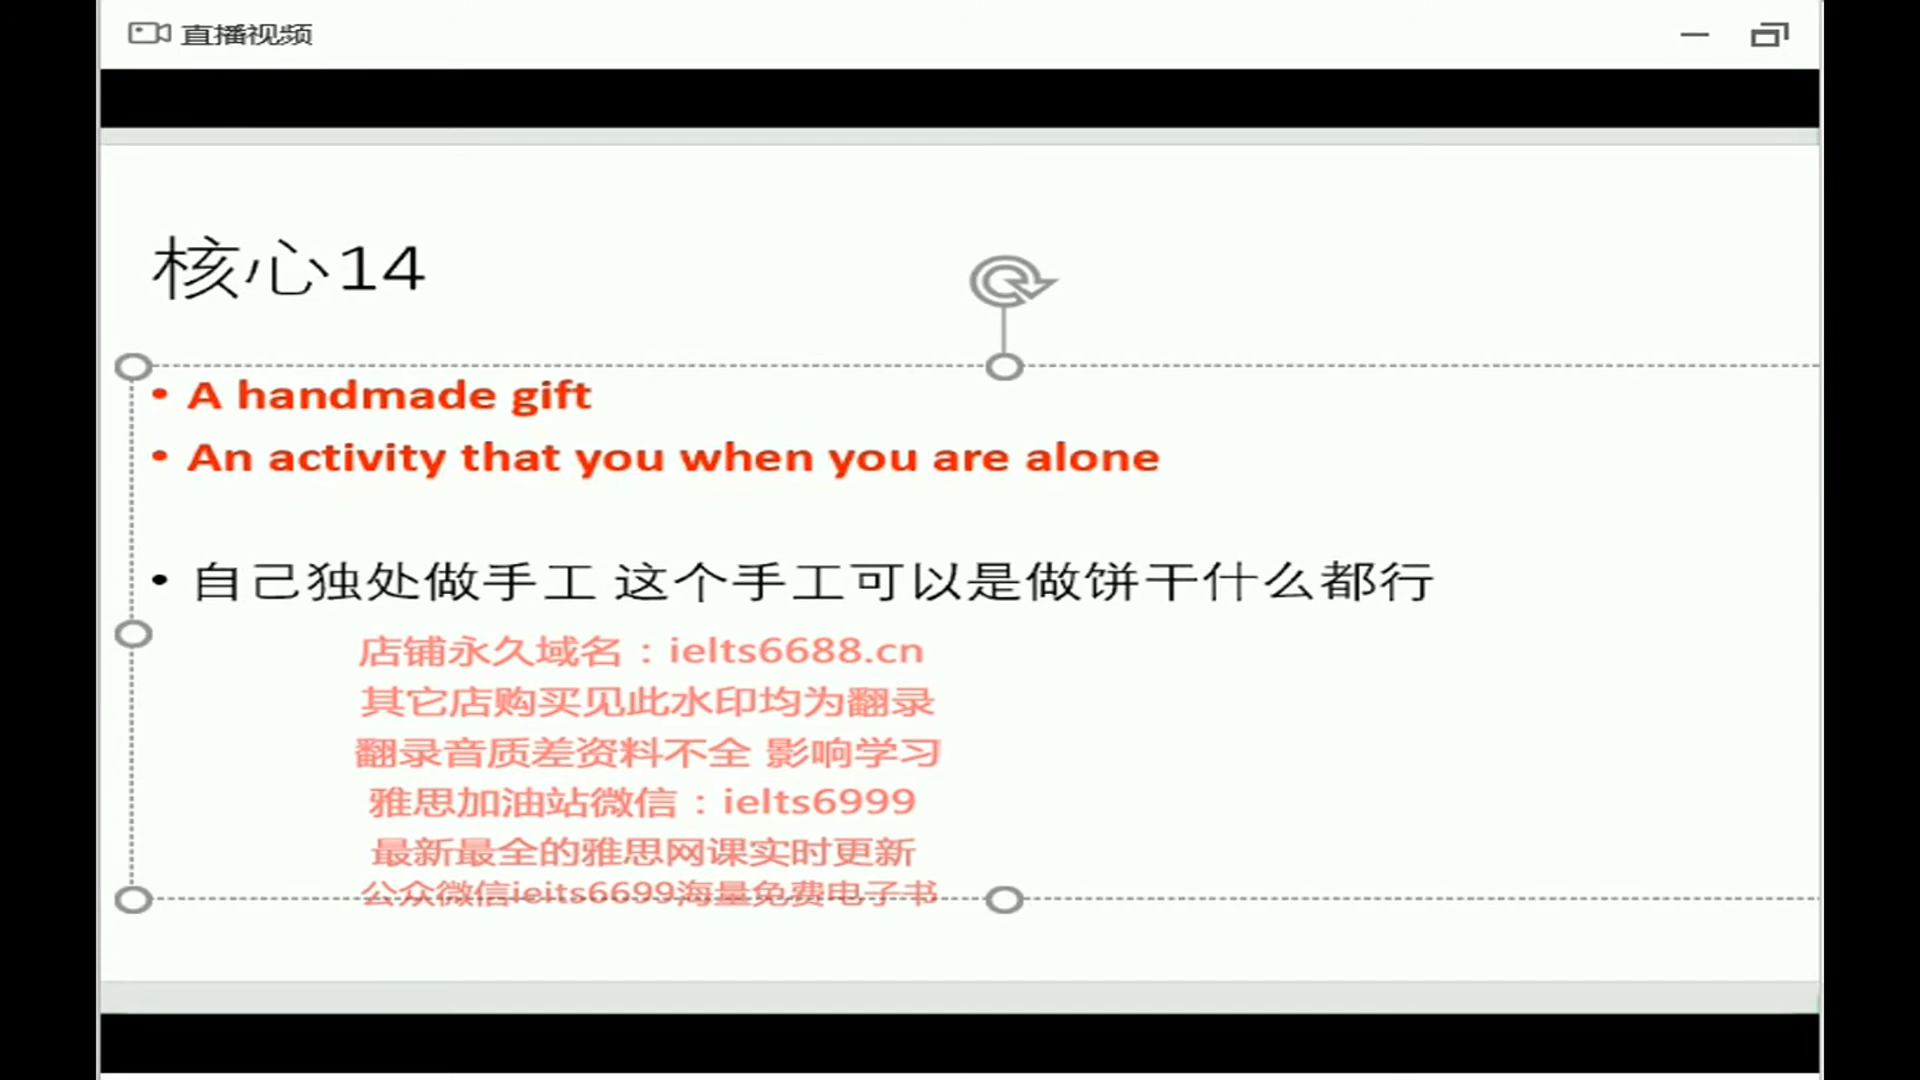 直播视频
核心14
• A handmade gift
• An activity that you when you are alone
• 自己独处做手工 这个手工可以是做饼干什么都行
店铺永久域名：ielts6688.cn
其它店购买见此水印均为翻录
翻录音质差资料不全 影响学习
雅思加油站微信：ielts6999
最新最全的雅思网课实时更新
公众微信ieits6699海量免费电子书